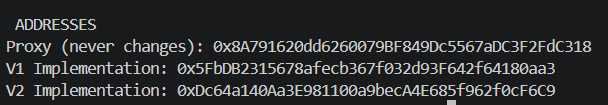 ADDRESSES
Proxy (never changes): 0x8A791620dd6260079BF849Dc5567aDC3F2FdC318
V1 Implementation: 0x5FbDB2315678afecb367f032d93F642f64180aa3
V2 Implementation: 0xDc64a140Aa3E981100a9becA4E685f962f0cF6C9